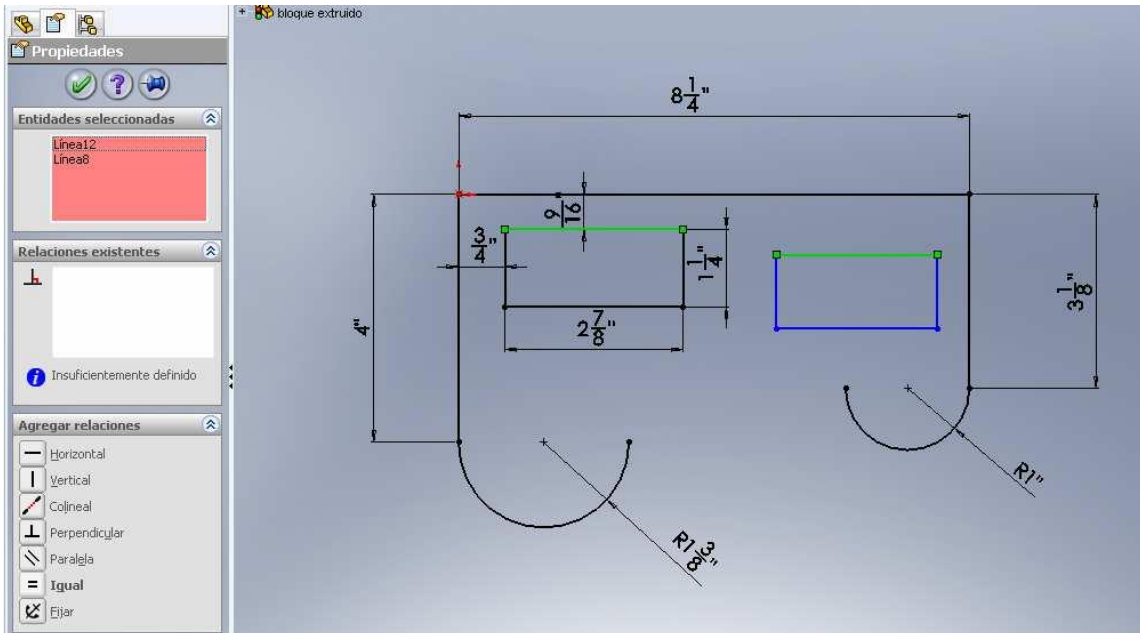 bloque extruido
Propiedades
?
Entidades seleccionadas
Línea12
Línea8
Relaciones existentes
i Insuficientemente definido
Agregar relaciones
Horizontal
Vertical
Colineal
Perpendicular
Paralela
= Igual
Fijar
8 1/4"
9/16
3/4"
1 1/4"
2 7/8"
4"
3 1/8"
R1"
R1 3/8"